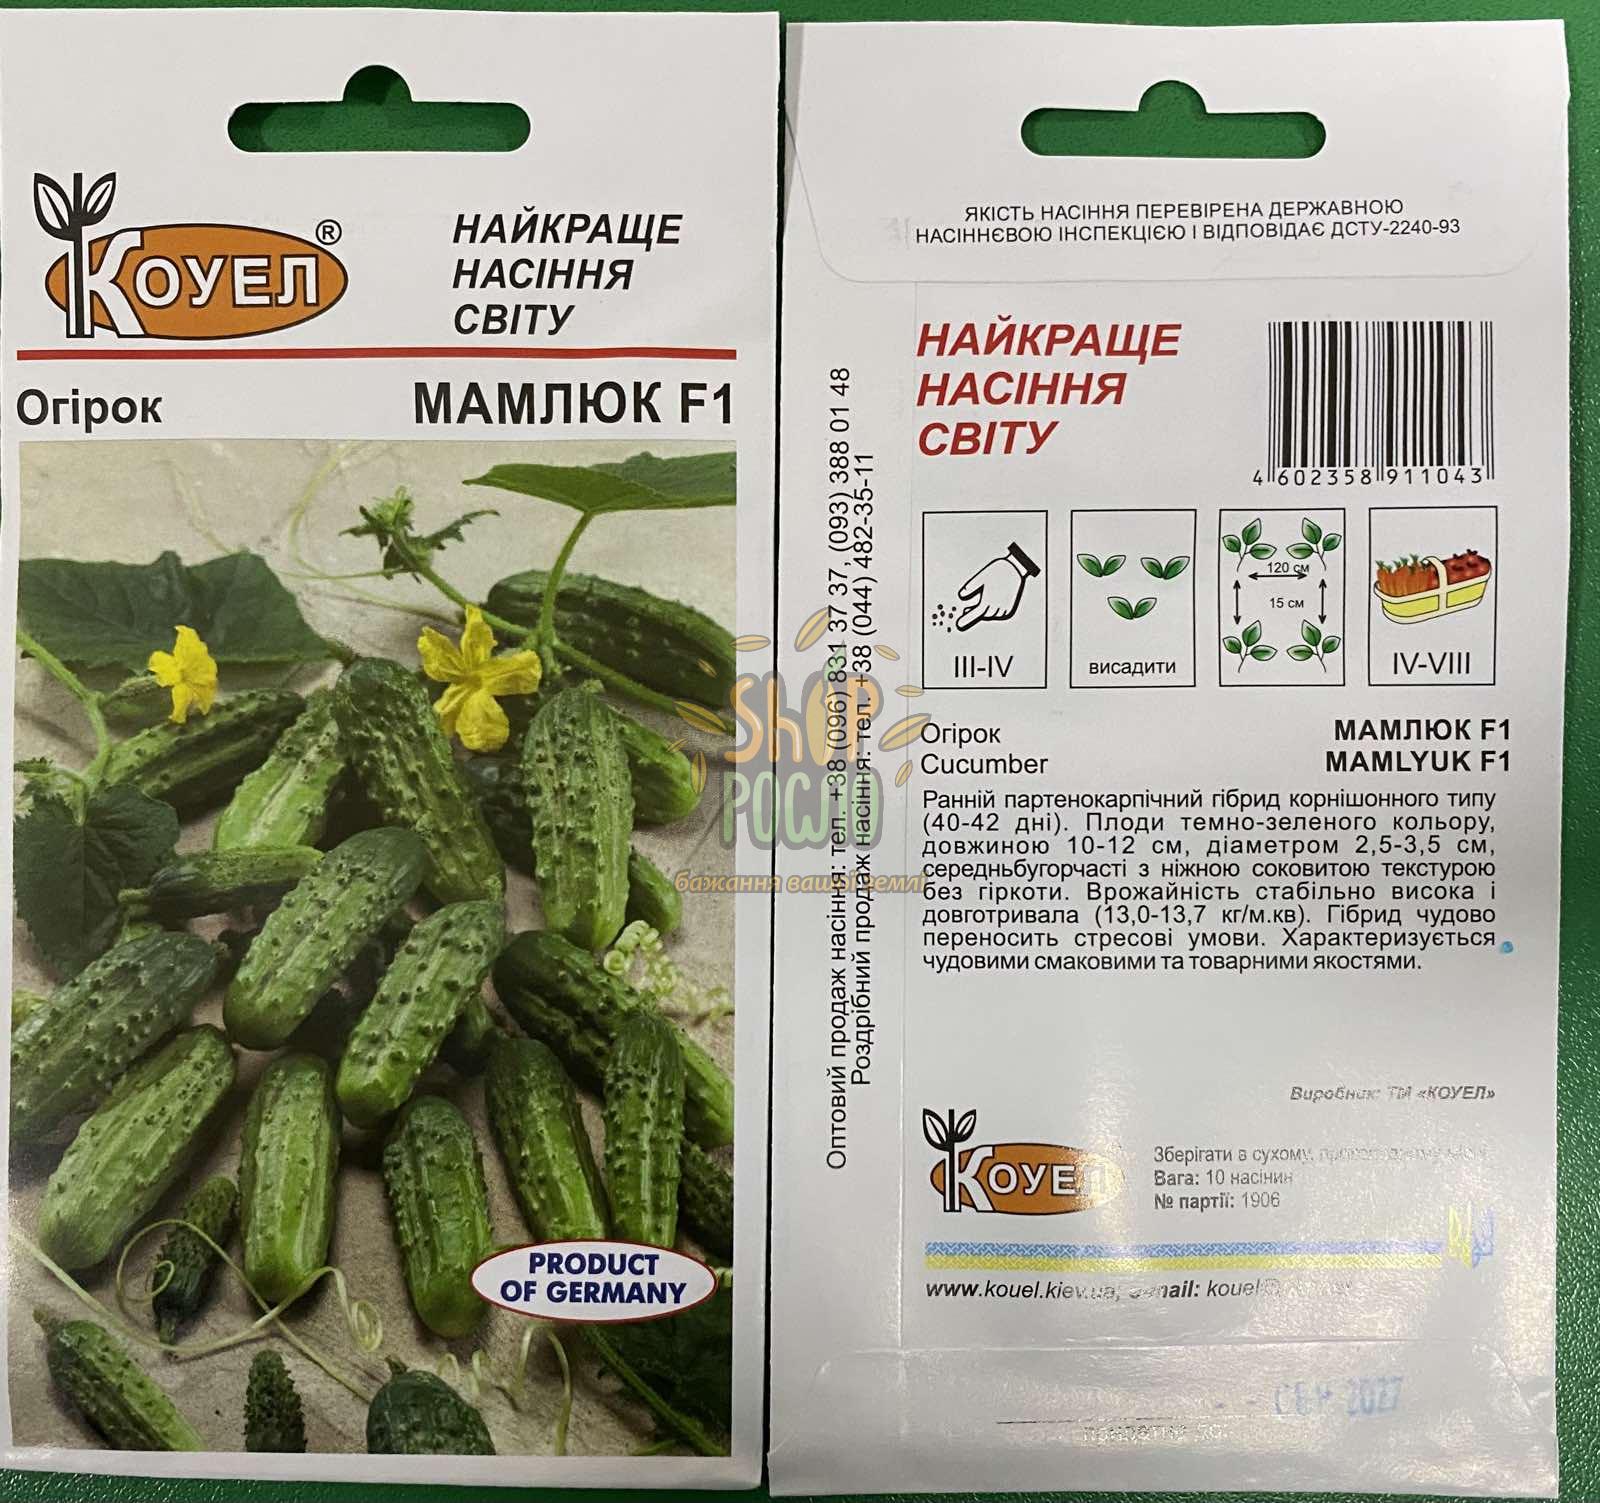 КОУЕЛ®
НАЙКРАЩЕ
НАСІННЯ
СВІТУ
Огірок
МАМЛЮК F1
PRODUCT
OF GERMANY
ЯКІСТЬ НАСІННЯ ПЕРЕВІРЕНА ДЕРЖАВНОЮ
НАСІННЄВОЮ ІНСПЕКЦІЄЮ І ВІДПОВІДАЄ ДСТУ-2240-93
НАЙКРАЩЕ
НАСІННЯ
СВІТУ
4 602358 911043
III-IV
висадити
120 см
15 см
IV-VIII
Огірок
МАМЛЮК F1
Cucumber
MAMLYUK F1
Ранній партенокарпічний гібрид корнішонного типу
(40-42 дні). Плоди темно-зеленого кольору,
довжиною 10-12 см, діаметром 2,5-3,5 см,
середньбугорчасті з ніжною соковитою текстурою
без гіркоти. Врожайність стабільно висока і
довготривала (13,0-13,7 кг/м.кв). Гібрид чудово
переносить стресові умови. Характеризується
чудовими смаковими та товарними якостями.
Оптовий продаж насіння: тел. +38 (096) 831 37 37, (093) 388 01 48
Роздрібний продаж насіння: тел. +38 (044) 482-35-11
SHOP
РОСЛО
бажання вашої землі
Виробник: ТМ «КОУЕЛ»
КОУЕЛ
Зберігати в сухому,
Вага: 10 насінин
№ партії: 1906
www.kouel.kiev.ua, e-mail:
СЕР 2027